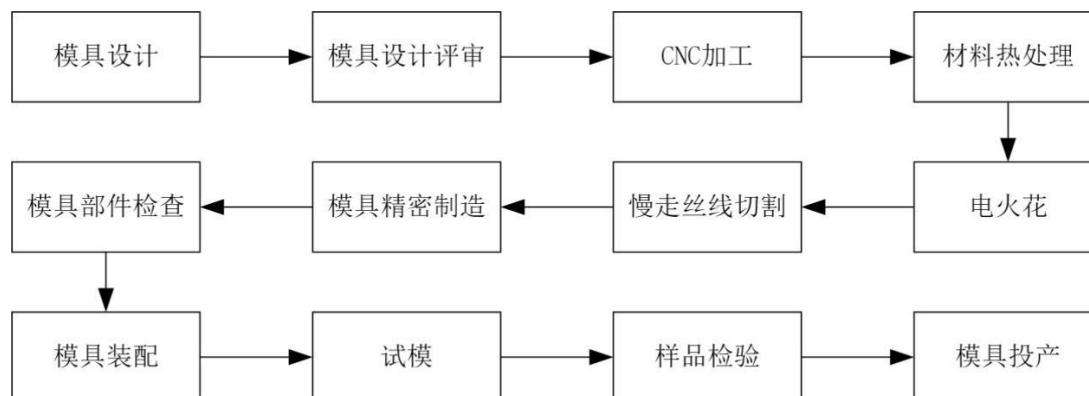 模具设计
模具设计评审
CNC加工
材料热处理
电火花
慢走丝线切割
模具精密制造
模具部件检查
模具装配
试模
样品检验
模具投产